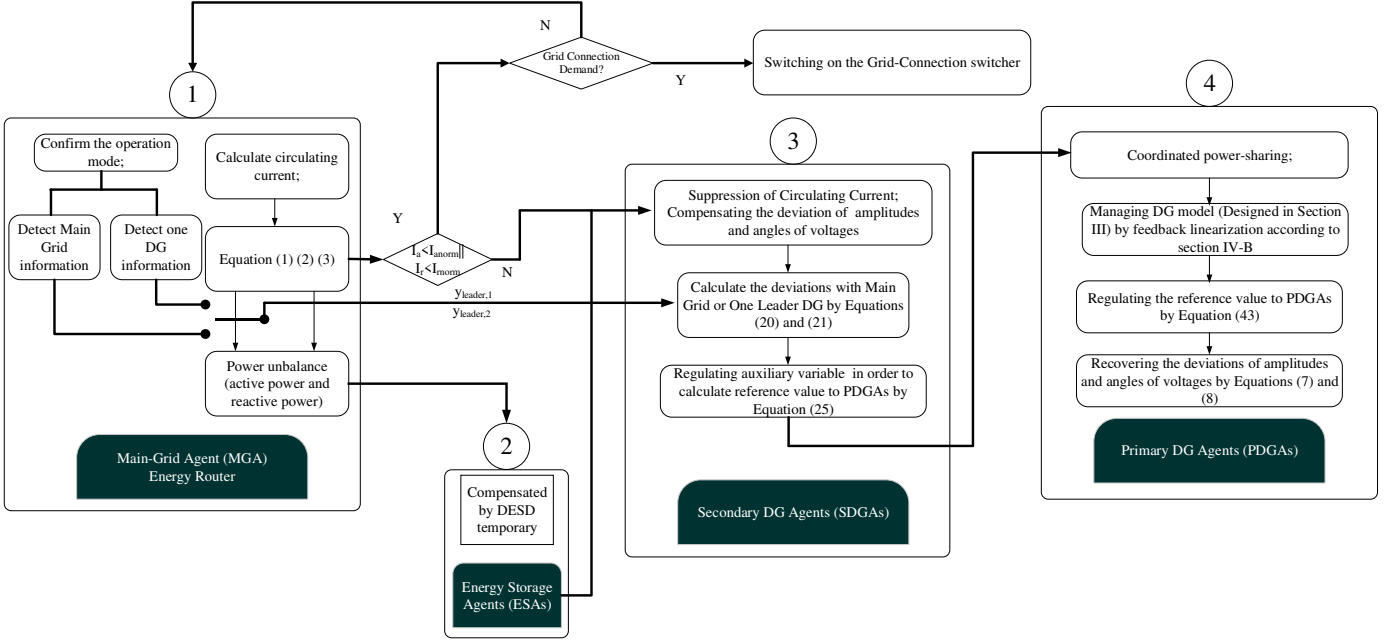 N
Grid Connection
Demand?
Y
Switching on the Grid-Connection switcher
1
Confirm the operation
mode;
Calculate circulating
current;
Detect Main
Grid
information
Detect one
DG
information
Equation (1) (2) (3)
Power unbalance
(active power and
reactive power)
Main-Grid Agent (MGA)
Energy Router
Y
I_a<I_anorm||
I_r<I_rnorm
N
N
y_leader,1
y_leader,2
2
Compensated
by DESD
temporary
Energy Storage
Agents (ESAs)
3
Suppression of Circulating Current;
Compensating the deviation of amplitudes
and angles of voltages
Calculate the deviations with Main
Grid or One Leader DG by Equations
(20) and (21)
Regulating auxiliary variable in order to
calculate reference value to PDGAs by
Equation (25)
Secondary DG Agents (SDGAs)
4
Coordinated power-sharing;
Managing DG model (Designed in Section
III) by feedback linearization according to
section IV-B
Regulating the reference value to PDGAs
by Equation (43)
Recovering the deviations of amplitudes
and angles of voltages by Equations (7) and
(8)
Primary DG Agents (PDGAs)